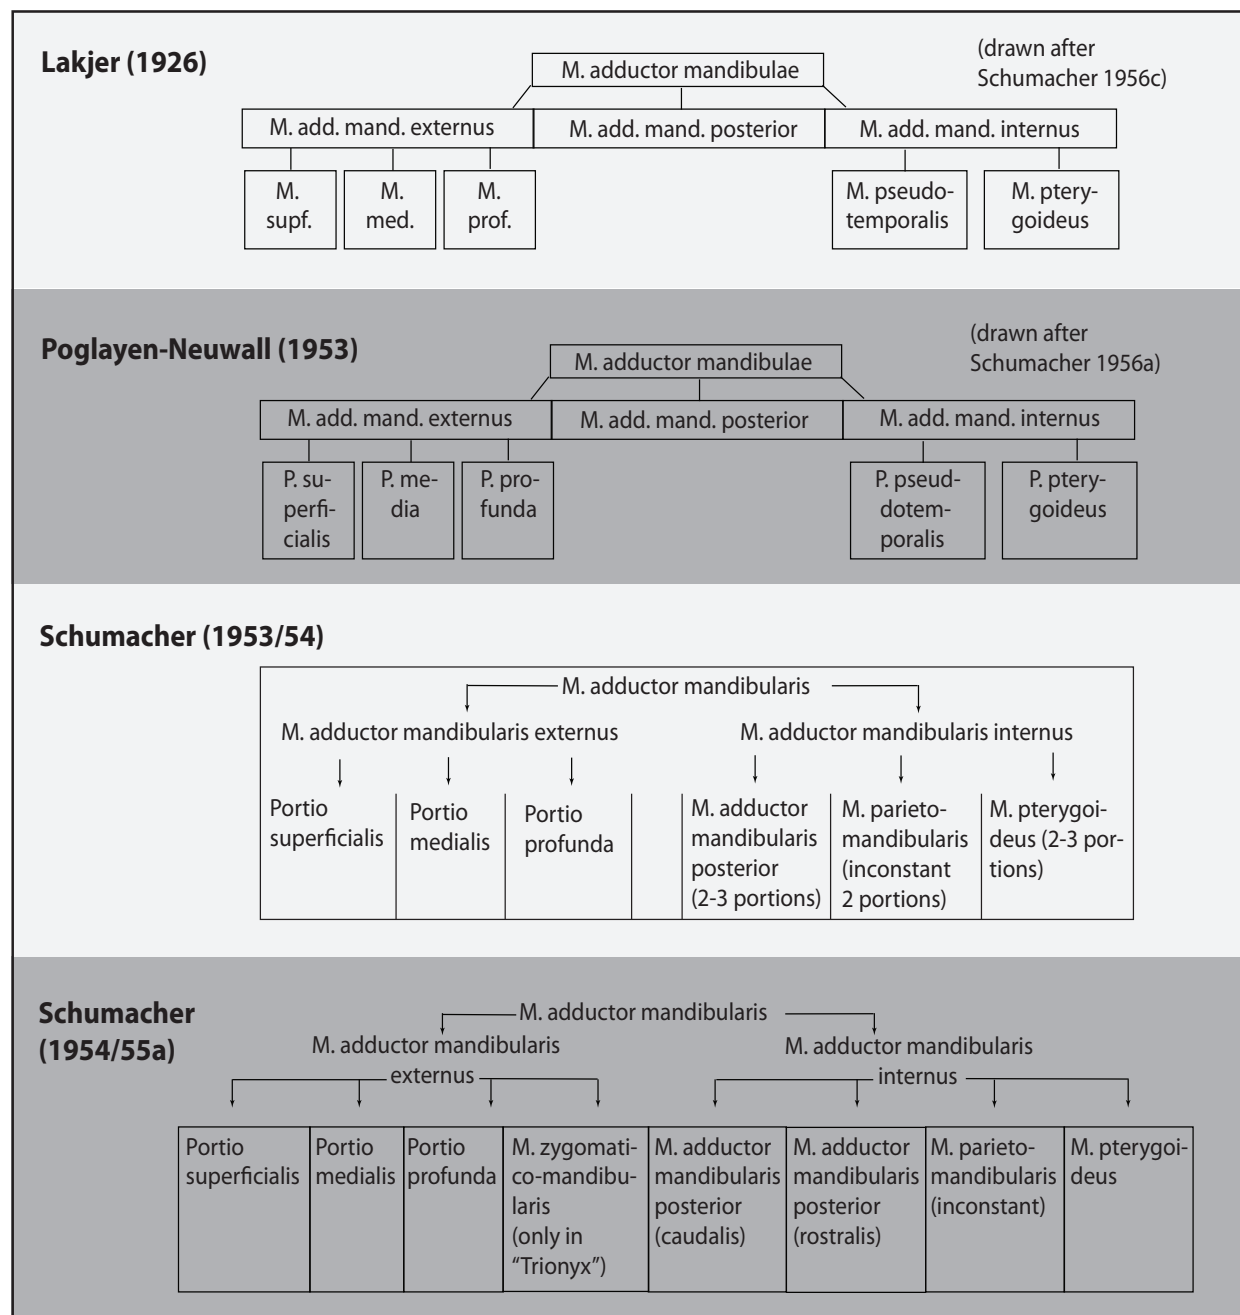 Lakjer (1926)
(drawn after
Schumacher 1956c)
M. adductor mandibulae
M. add. mand. externus
M. add. mand. posterior
M. add. mand. internus
M.
supf.
M.
med.
M.
prof.
M. pseudo-
temporalis
M. ptery-
goideus
Poglayen-Neuwall (1953)
(drawn after
Schumacher 1956a)
M. adductor mandibulae
M. add. mand. externus
M. add. mand. posterior
M. add. mand. internus
P. su-
perfi-
cialis
P. me-
dia
P. pro-
funda
P. pseud-
dotem-
poralis
P. ptery-
goideus
Schumacher (1953/54)
M. adductor mandibularis
M. adductor mandibularis externus
M. adductor mandibularis internus
Portio
superficialis
Portio
medialis
Portio
profunda
M. adductor
mandibularis
posterior
(2-3 portions)
M. parieto-
mandibularis
(inconstant
2 portions)
M. pterygoi-
deus (2-3 por-
tions)
Schumacher
(1954/55a)
M. adductor mandibularis
M. adductor mandibularis
externus
M. adductor mandibularis
internus
Portio
superficialis
Portio
medialis
Portio
profunda
M. zygomati-
co-mandibu-
laris
(only in
“Trionyx”)
M. adductor
mandibularis
posterior
(caudalis)
M. adductor
mandibularis
posterior
(rostralis)
M. parieto-
mandibularis
(inconstant)
M. pterygoi-
deus